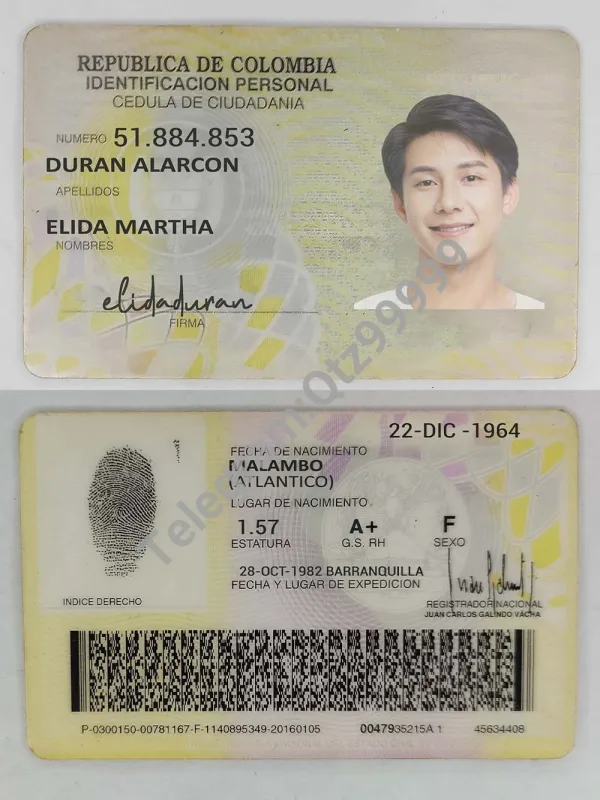 REPUBLICA DE COLOMBIA
IDENTIFICACION PERSONAL
CEDULA DE CIUDADANIA
NUMERO 51.884.853
DURAN ALARCON
APELLIDOS
ELIDA MARTHA
NOMBRES
elidaduran
FIRMA
Telegram:Qtz99999
22-DIC -1964
FECHA DE NACIMIENTO
MALAMBO
(ATLANTICO)
LUGAR DE NACIMIENTO
1.57 A+ F
ESTATURA G.S. RH SEXO
28-OCT-1982 BARRANQUILLA
FECHA Y LUGAR DE EXPEDICION
INDICE DERECHO
REGISTRADOR NACIONAL
JUAN CARLOS GALINDO VACHA
P-0300150-00781167-F-1140895349-20160105 0047935215A 1 45634408